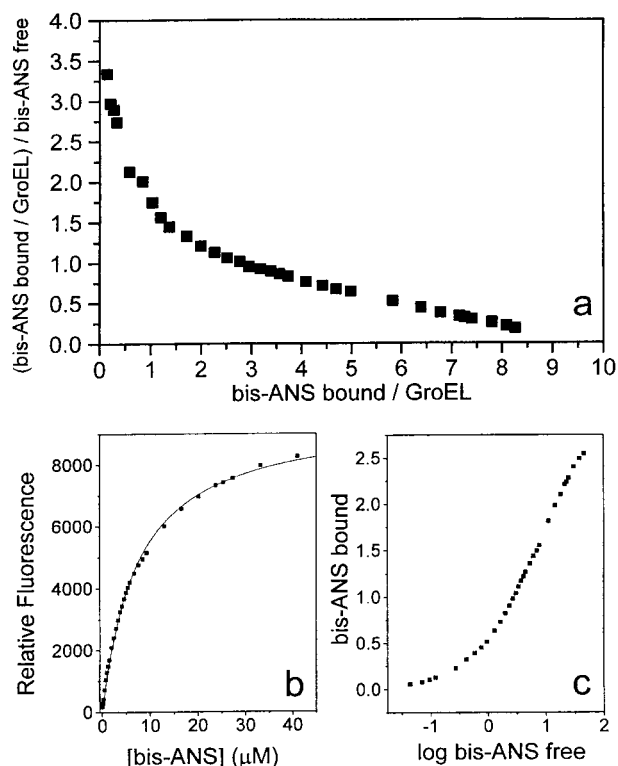 (bis-ANS bound / GroEL) / bis-ANS free
4.0
3.5
3.0
2.5
2.0
1.5
1.0
0.5
0.0
a
0 1 2 3 4 5 6 7 8 9 10
bis-ANS bound / GroEL
Relative Fluorescence
8000
6000
4000
2000
0
b
0 10 20 30 40
[bis-ANS] (μM)
bis-ANS bound
2.5
2.0
1.5
1.0
0.5
0.0
c
-1 0 1 2
log bis-ANS free